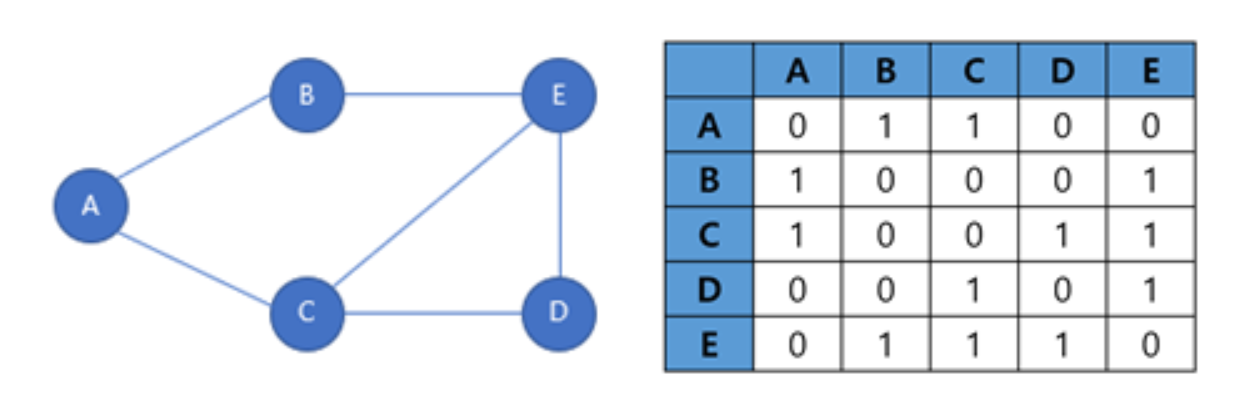 B E
A
C D
A B C D E
A 0 1 1 0 0
B 1 0 0 0 1
C 1 0 0 1 1
D 0 0 1 0 1
E 0 1 1 1 0